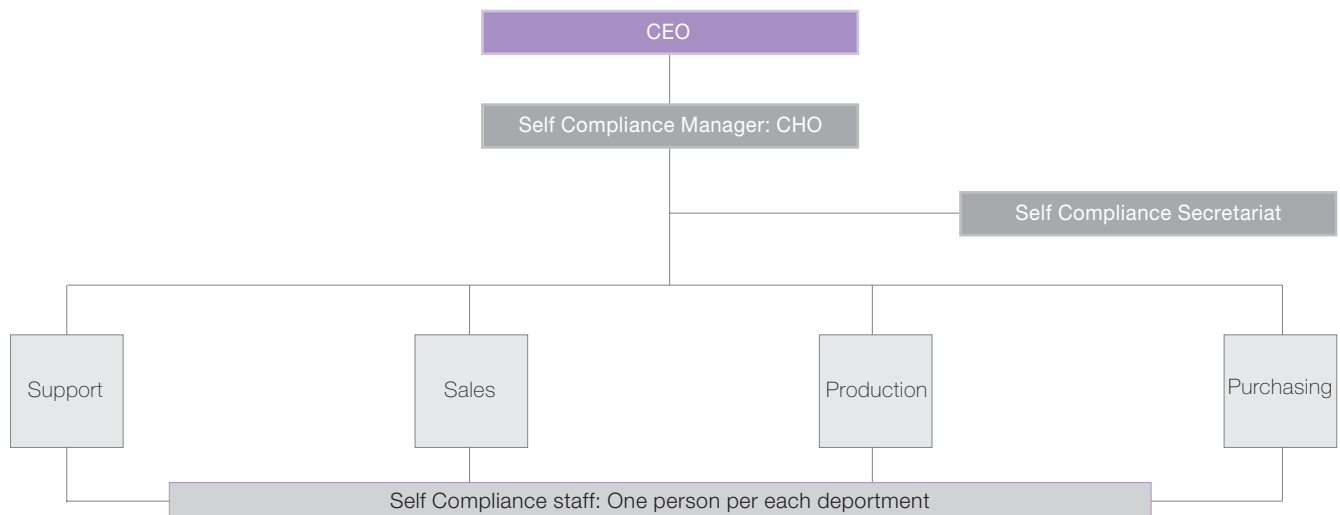 CEO
Self Compliance Manager: CHO
Self Compliance Secretariat
Support
Sales
Production
Purchasing
Self Compliance staff: One person per each deportment